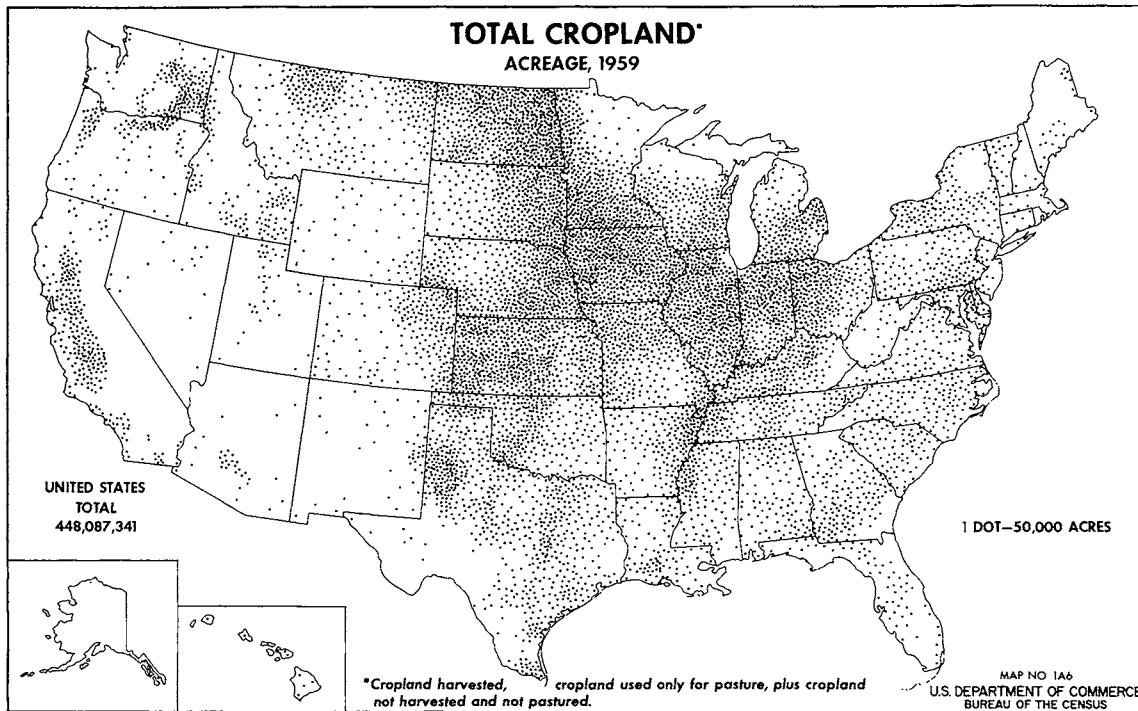 TOTAL CROPLAND*
ACREAGE, 1959
UNITED STATES
TOTAL
448,087,341
1 DOT—50,000 ACRES
*Cropland harvested, cropland used only for pasture, plus cropland
not harvested and not pastured.
MAP NO 1A6
U.S. DEPARTMENT OF COMMERCE
BUREAU OF THE CENSUS